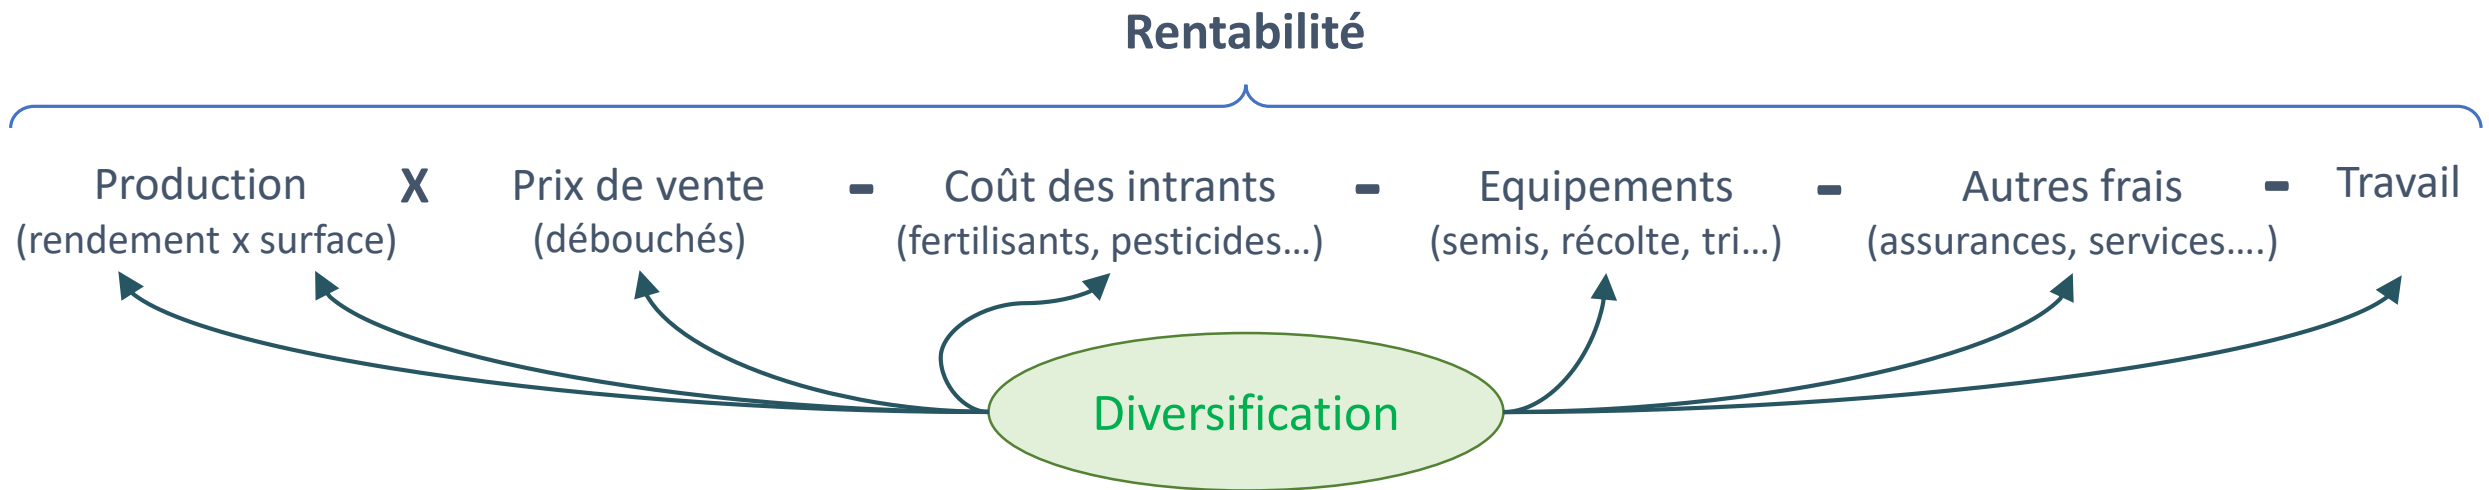 Rentabilité
Production X Prix de vente - Coût des intrants - Equipements - Autres frais - Travail
(rendement x surface) (débouchés) (fertilisants, pesticides...) (semis, récolte, tri...) (assurances, services....)
Diversification